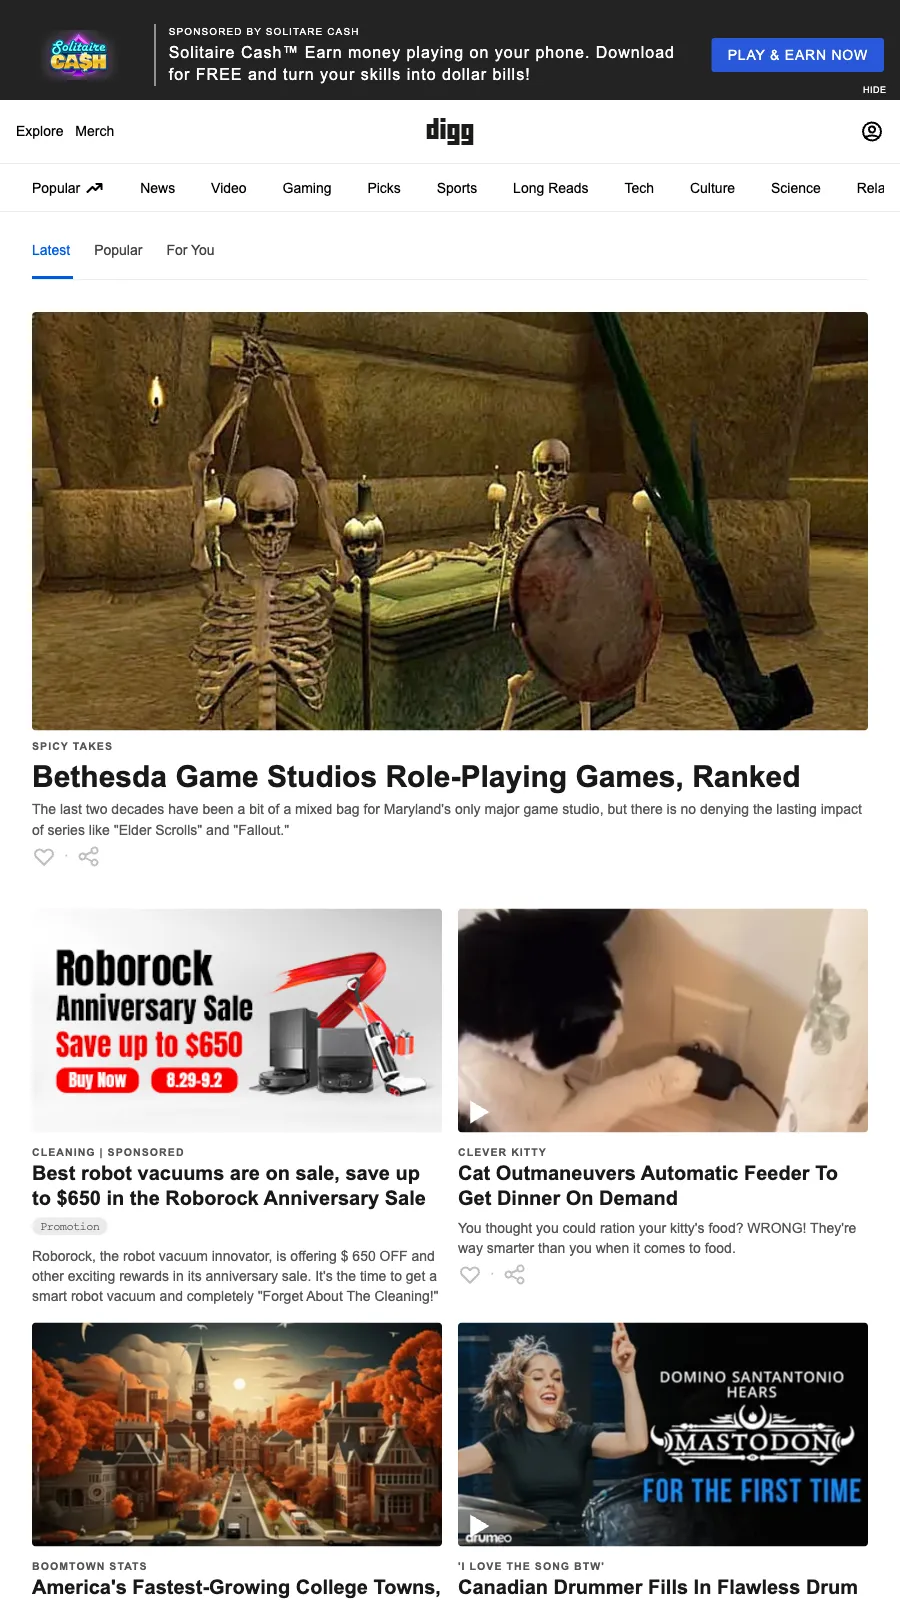 Solitaire
CASH
SPONSORED BY SOLITARE CASH
Solitaire Cash™ Earn money playing on your phone. Download
for FREE and turn your skills into dollar bills!
PLAY & EARN NOW
HIDE
Explore Merch
digg
Popular News Video Gaming Picks Sports Long Reads Tech Culture Science Rela
Latest Popular For You
SPICY TAKES
Bethesda Game Studios Role-Playing Games, Ranked
The last two decades have been a bit of a mixed bag for Maryland's only major game studio, but there is no denying the lasting impact
of series like "Elder Scrolls" and "Fallout."
Roborock
Anniversary Sale
Save up to $650
Buy Now 8.29-9.2
CLEANING | SPONSORED
Best robot vacuums are on sale, save up
to $650 in the Roborock Anniversary Sale
Promotion
Roborock, the robot vacuum innovator, is offering $ 650 OFF and
other exciting rewards in its anniversary sale. It's the time to get a
smart robot vacuum and completely "Forget About The Cleaning!"
CLEVER KITTY
Cat Outmaneuvers Automatic Feeder To
Get Dinner On Demand
You thought you could ration your kitty's food? WRONG! They're
way smarter than you when it comes to food.
BOOMTOWN STATS
America's Fastest-Growing College Towns,
DOMINO SANTANTONIO
HEARS
MASTODON
FOR THE FIRST TIME
drumeo
'I LOVE THE SONG BTW'
Canadian Drummer Fills In Flawless Drum